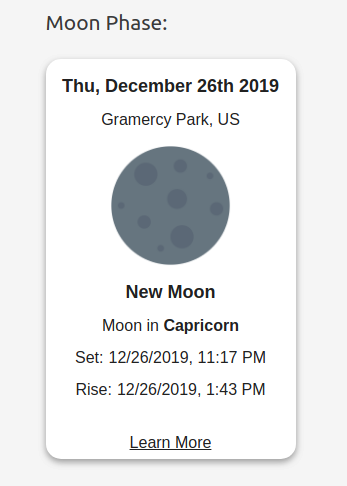 Moon Phase:
Thu, December 26th 2019
Gramercy Park, US
New Moon
Moon in Capricorn
Set: 12/26/2019, 11:17 PM
Rise: 12/26/2019, 1:43 PM
Learn More